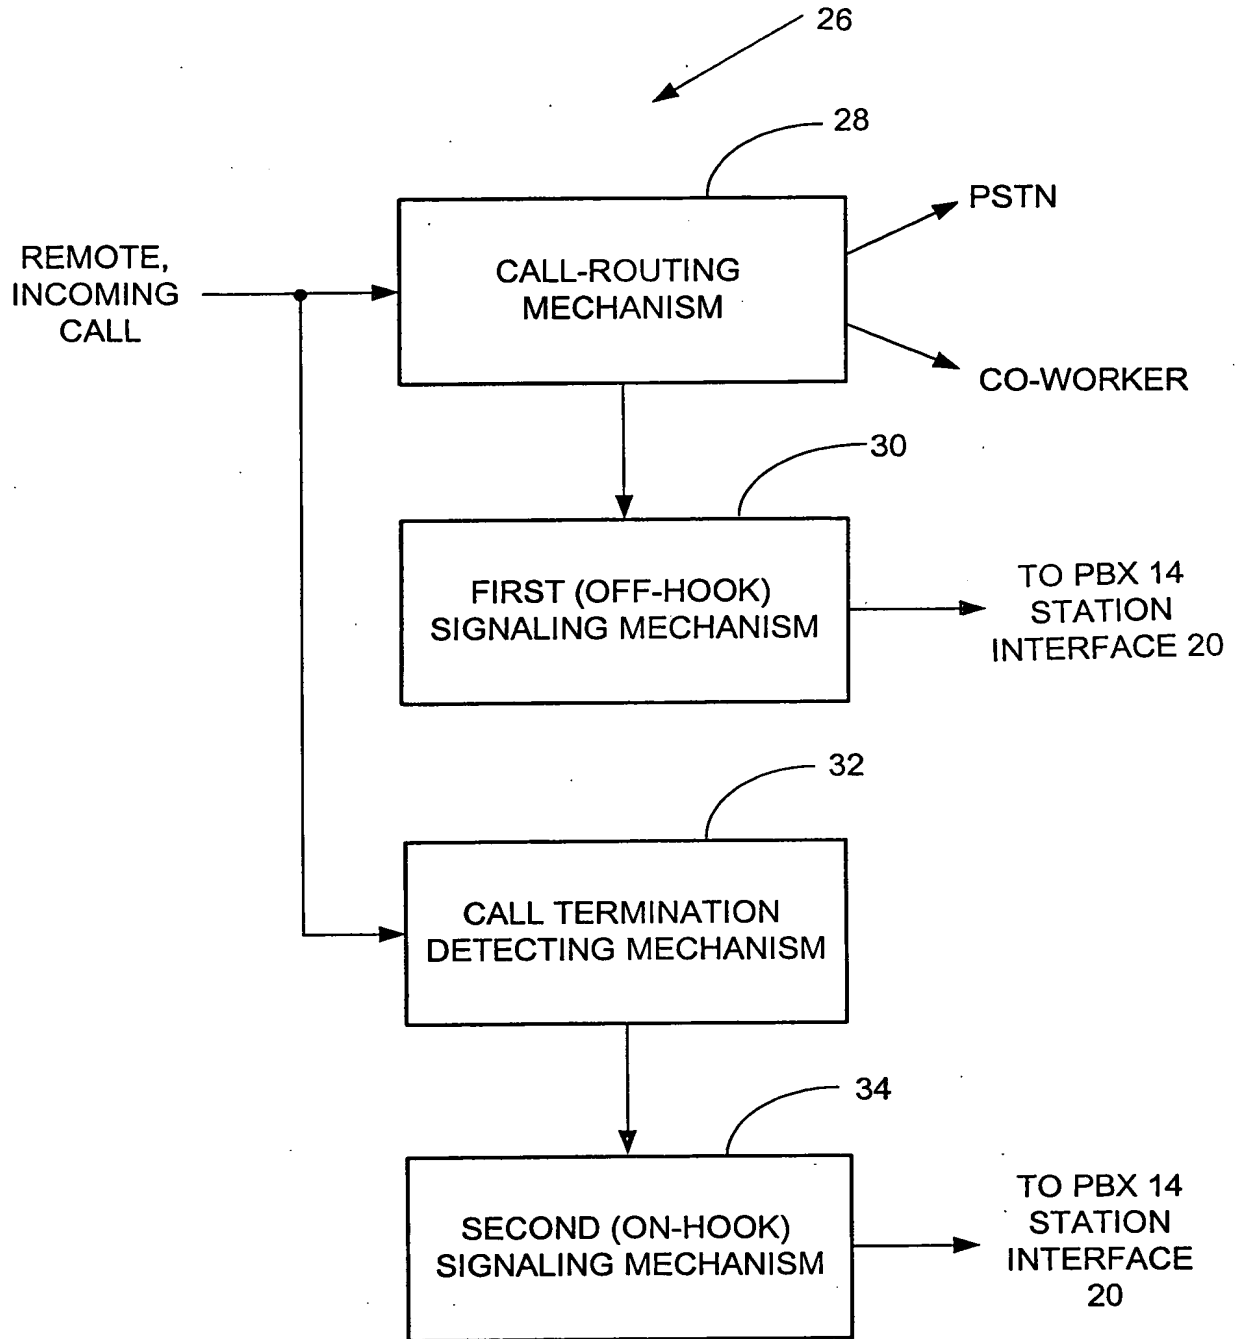 26
28
PSTN
REMOTE,
INCOMING
CALL
CALL-ROUTING
MECHANISM
CO-WORKER
30
FIRST (OFF-HOOK)
SIGNALING MECHANISM
TO PBX 14
STATION
INTERFACE 20
32
CALL TERMINATION
DETECTING MECHANISM
34
SECOND (ON-HOOK)
SIGNALING MECHANISM
TO PBX 14
STATION
INTERFACE
20